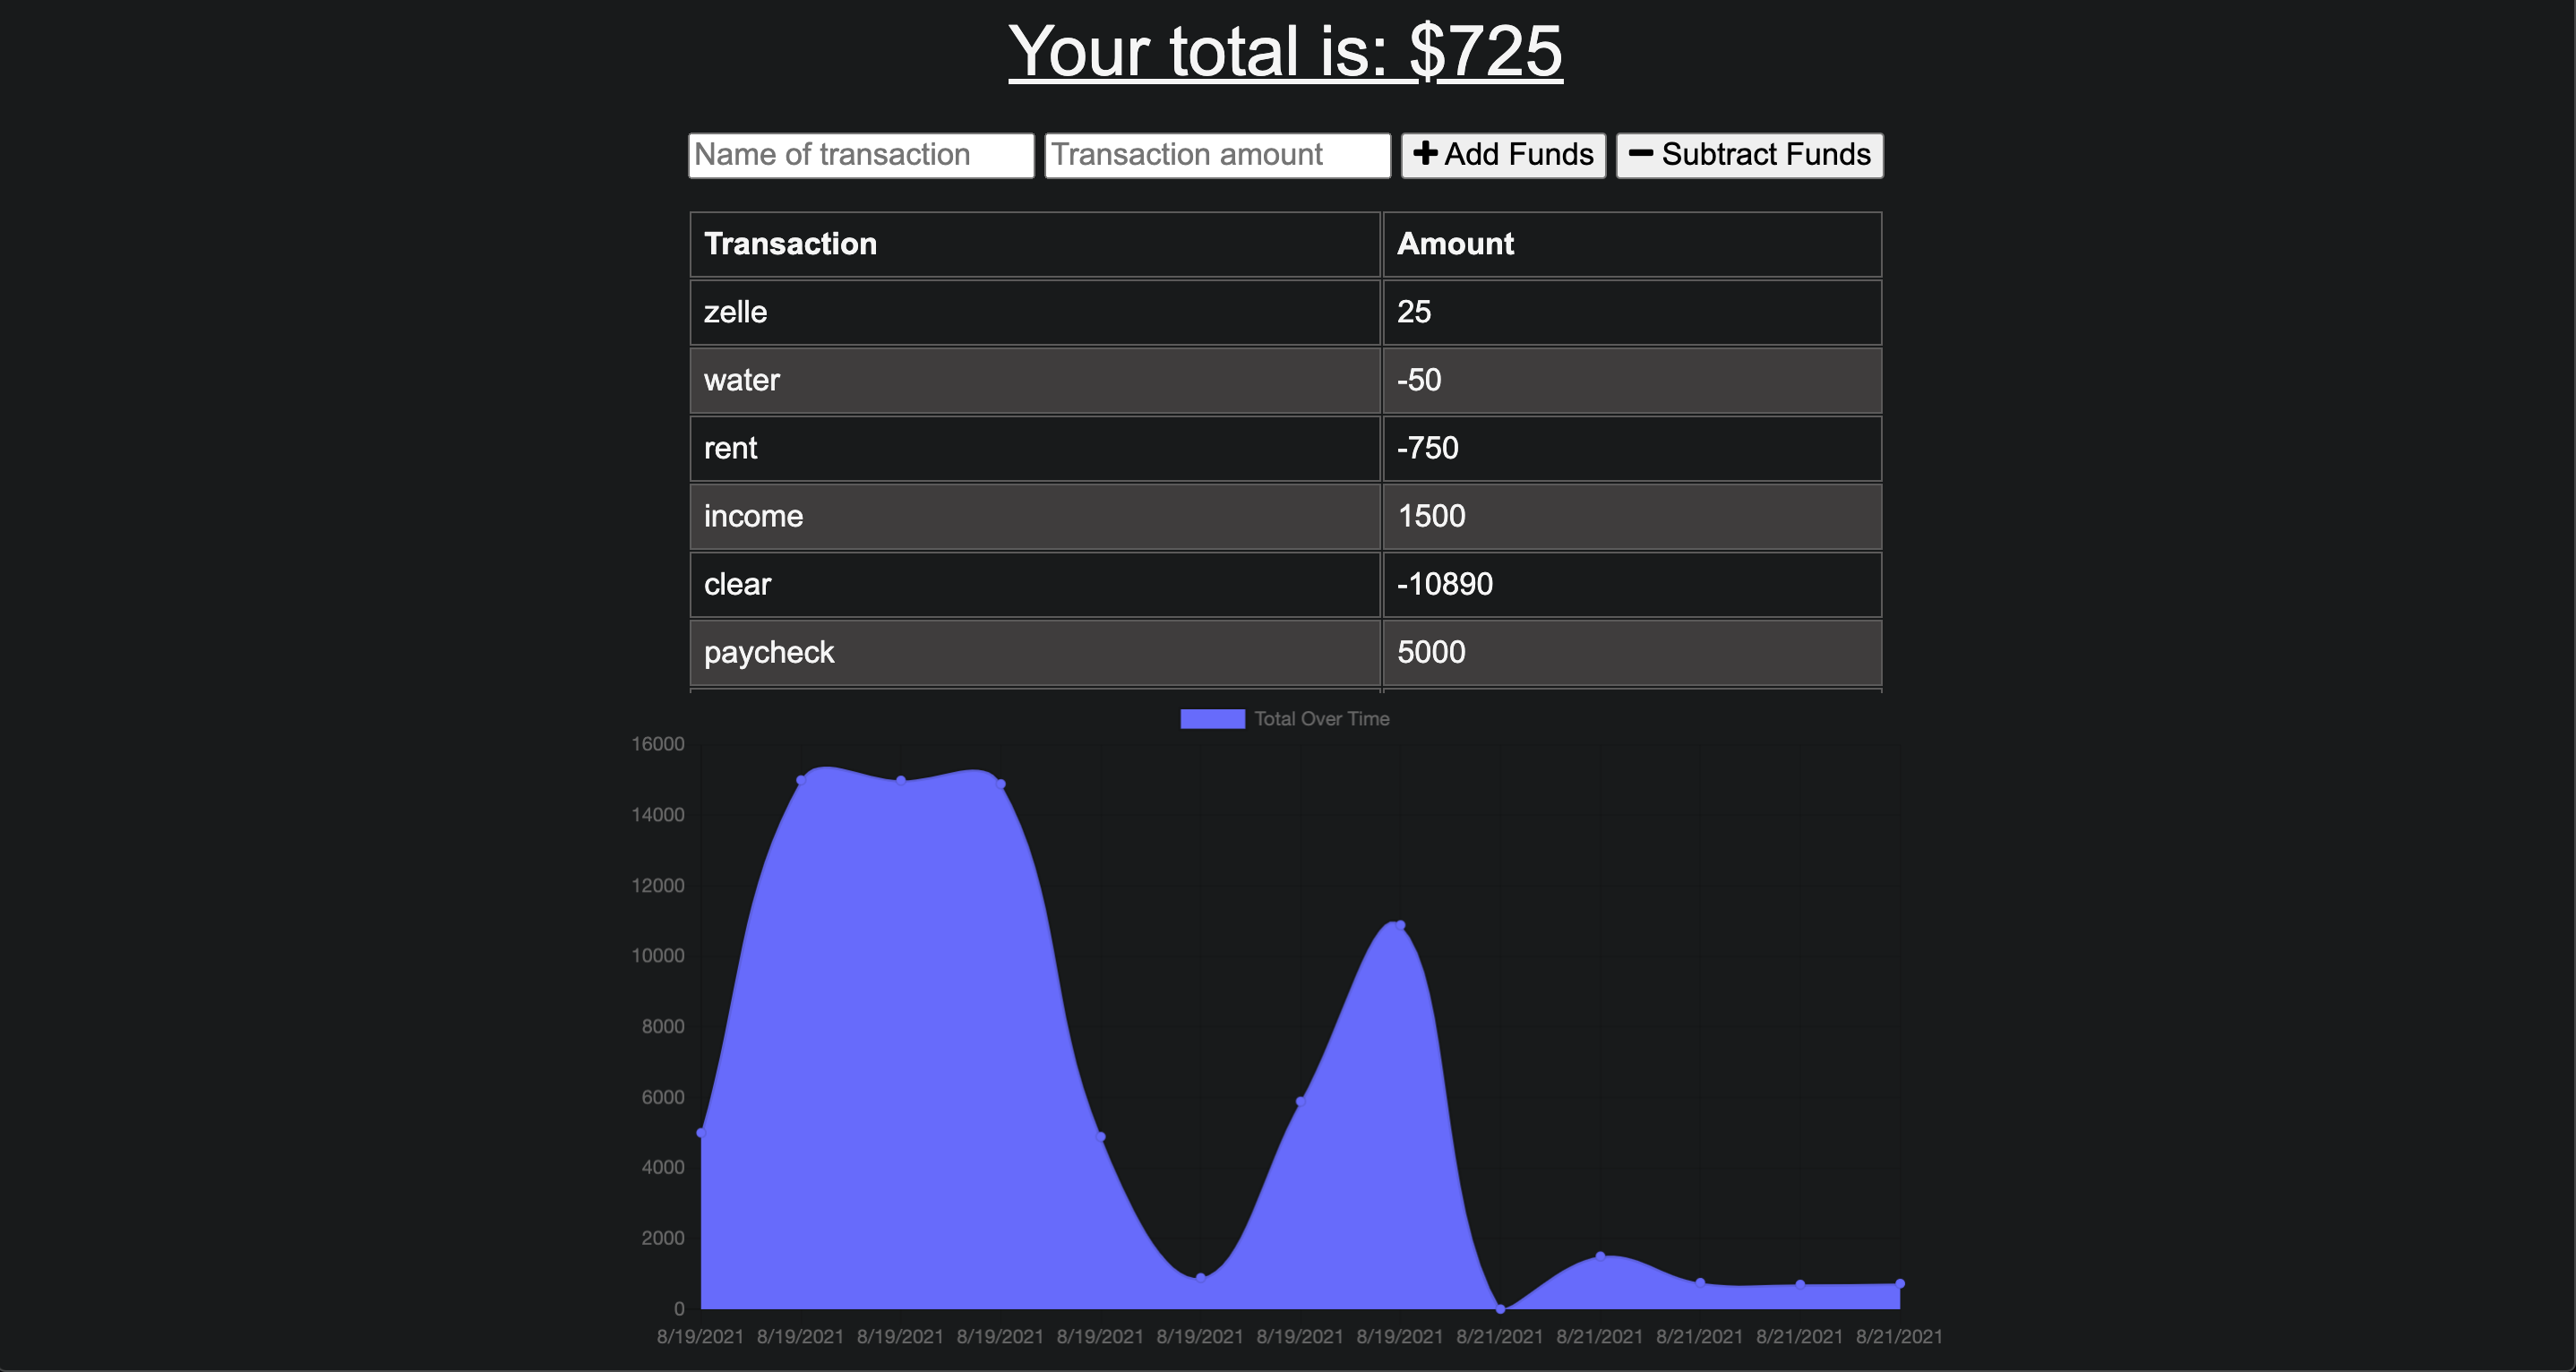 Your total is: $725
Name of transaction Transaction amount Add Funds Subtract Funds
Transaction Amount
zelle 25
water -50
rent -750
income 1500
clear -10890
paycheck 5000
Total Over Time
16000
14000
12000
10000
8000
6000
4000
2000
0
8/19/2021 8/19/2021 8/19/2021 8/19/2021 8/19/2021 8/19/2021 8/19/2021 8/19/2021 8/21/2021 8/21/2021 8/21/2021 8/21/2021 8/21/2021